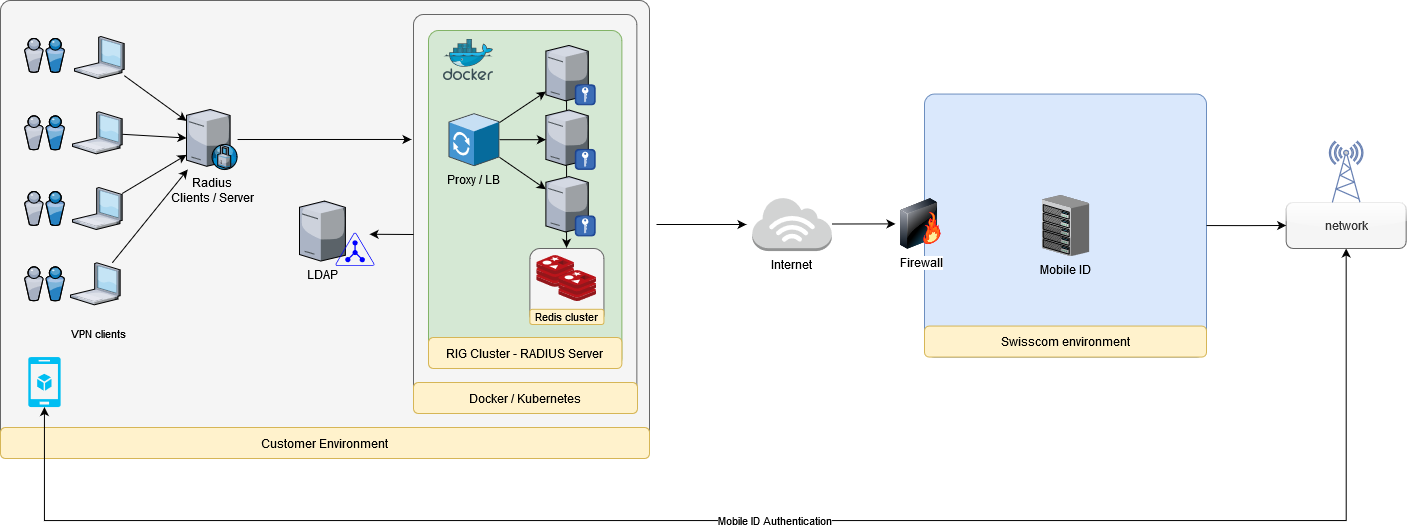 docker
Proxy / LB
Radius
Clients / Server
LDAP
Redis cluster
VPN clients
RIG Cluster - RADIUS Server
Docker / Kubernetes
Customer Environment
Internet
Firewall
Mobile ID
Swisscom environment
network
Mobile ID Authentication